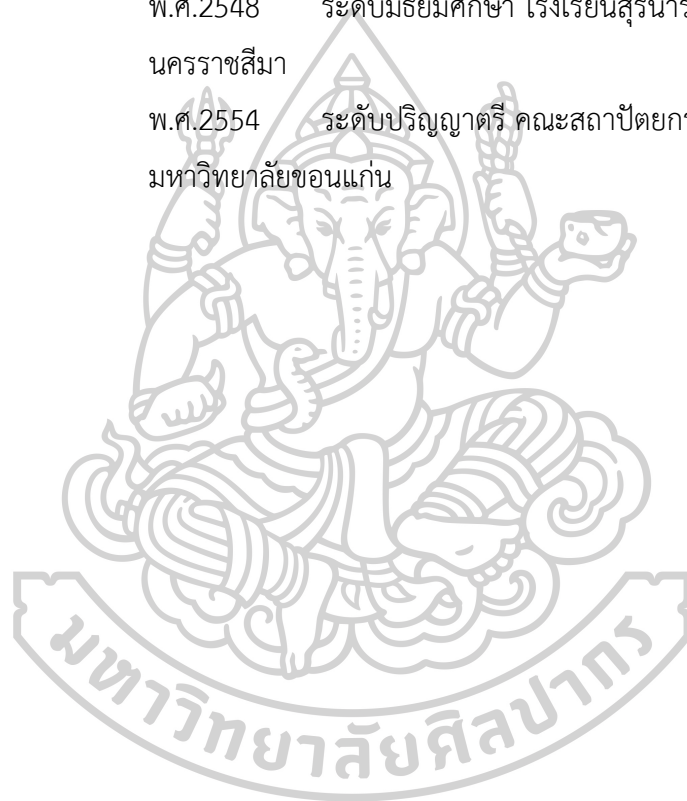 พ.ศ.2548 ระดับมัธยมศึกษา
นครราชสีมา
พ.ศ.2554 ระดับปริญญาตรี
มหาวิทยาลัยขอนแก่น
มหาวิทยาลัยศิลปากร